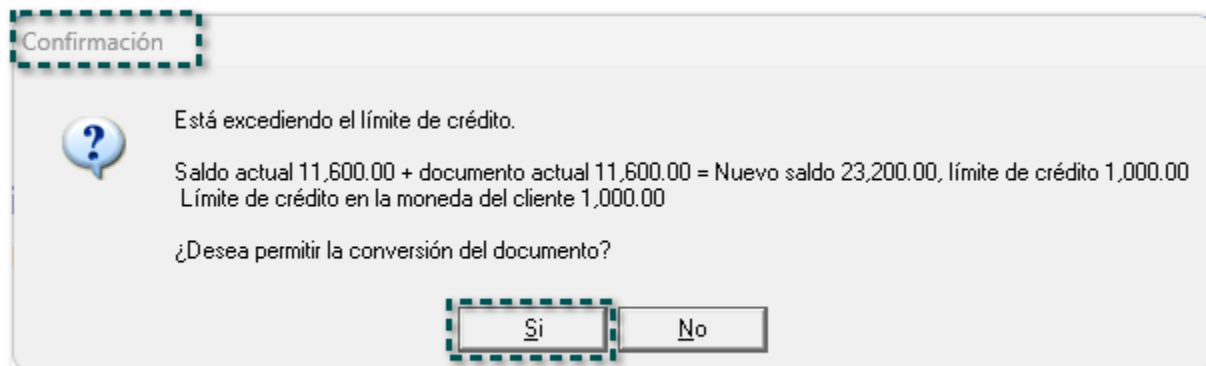 Confirmación
Está excediendo el límite de crédito.
Saldo actual 11,600.00 + documento actual 11,600.00 = Nuevo saldo 23,200.00, límite de crédito 1,000.00
Límite de crédito en la moneda del cliente 1,000.00
¿Desea permitir la conversión del documento?
Si No